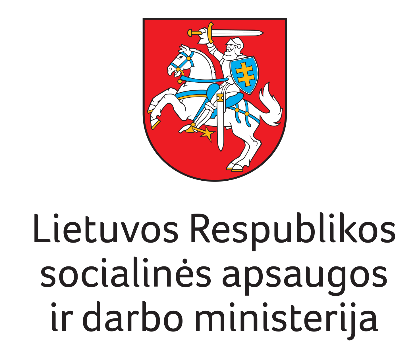 Lietuvos Respublikos
socialinės apsaugos
ir darbo ministerija